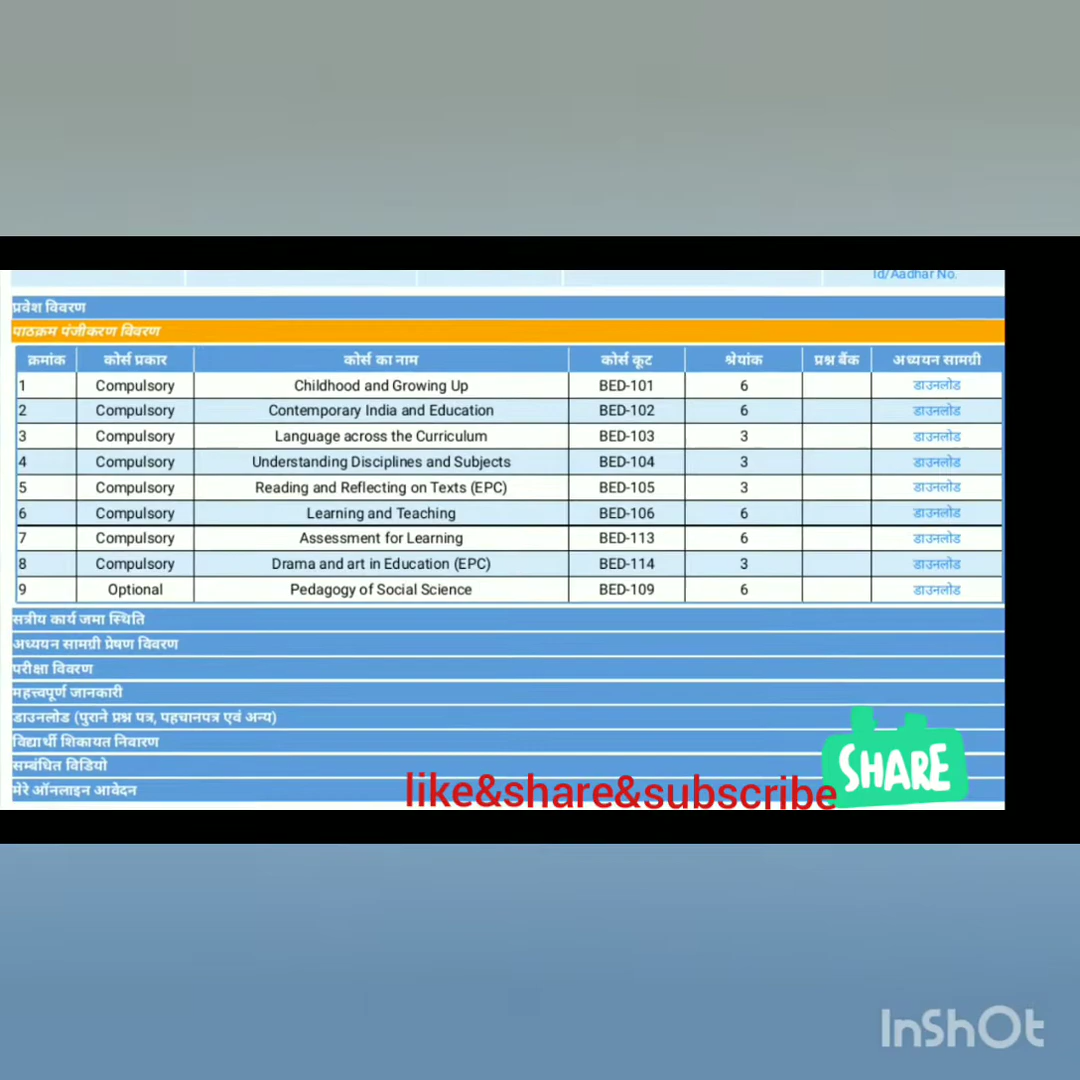 Id/Aadhar No.
प्रवेश विवरण
पाठक्रम पंजीकरण विवरण
क्रमांक कोर्स प्रकार कोर्स का नाम कोर्स कूट श्रेयांक प्रश्न बैंक अध्ययन सामग्री
1 Compulsory Childhood and Growing Up BED-101 6 डाउनलोड
2 Compulsory Contemporary India and Education BED-102 6 डाउनलोड
3 Compulsory Language across the Curriculum BED-103 3 डाउनलोड
4 Compulsory Understanding Disciplines and Subjects BED-104 3 डाउनलोड
5 Compulsory Reading and Reflecting on Texts (EPC) BED-105 3 डाउनलोड
6 Compulsory Learning and Teaching BED-106 6 डाउनलोड
7 Compulsory Assessment for Learning BED-113 6 डाउनलोड
8 Compulsory Drama and art in Education (EPC) BED-114 3 डाउनलोड
9 Optional Pedagogy of Social Science BED-109 6 डाउनलोड
सत्रीय कार्य जमा स्थिति
अध्ययन सामग्री प्रेषण विवरण
परीक्षा विवरण
महत्त्वपूर्ण जानकारी
डाउनलोड (पुराने प्रश्न पत्र, पहचानपत्र एवं अन्य)
विद्यार्थी शिकायत निवारण
सम्बंधित विडियो
मेरे ऑनलाइन आवेदन
like&share&subscribe
SHARE
InShOt